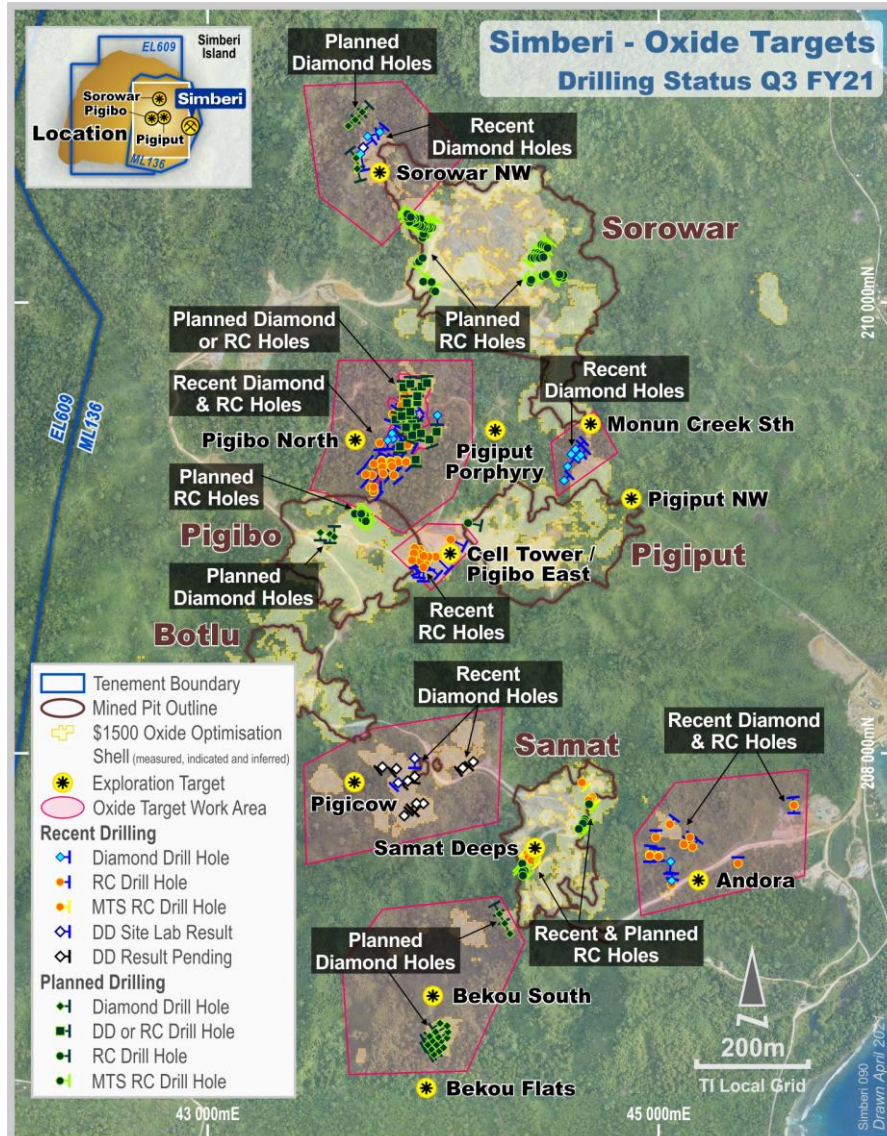 EL609
Simberi
Island
Sorowar
Pigibo
Simberi
Location
Pigiput
ML136
Simberi - Oxide Targets
Drilling Status Q3 FY21
Planned
Diamond Holes
Recent
Diamond Holes
Sorowar NW
Sorowar
Planned Diamond
or RC Holes
Planned
RC Holes
210 000mN
Recent Diamond
& RC Holes
Recent
Diamond Holes
EL609
ML136
Pigibo North
Pigiput
Porphyry
Monun Creek Sth
Planned
RC Holes
Pigiput NW
Pigibo
Cell Tower /
Pigibo East
Pigiput
Planned
Diamond Holes
Recent
RC Holes
Botlu
Recent
Diamond Holes
Samat
Recent Diamond
& RC Holes
208 000mN
Pigicow
Samat Deeps
Andora
Planned
Diamond Holes
Recent & Planned
RC Holes
Bekou South
Bekou Flats
Tenement Boundary
Mined Pit Outline
$1500 Oxide Optimisation
Shell (measured, indicated and inferred)
Exploration Target
Oxide Target Work Area
Recent Drilling
Diamond Drill Hole
RC Drill Hole
MTS RC Drill Hole
DD Site Lab Result
DD Result Pending
Planned Drilling
Diamond Drill Hole
DD or RC Drill Hole
RC Drill Hole
MTS RC Drill Hole
N
200m
TI Local Grid
43 000mE
45 000mE
Simberi 090
Drawn April 2021